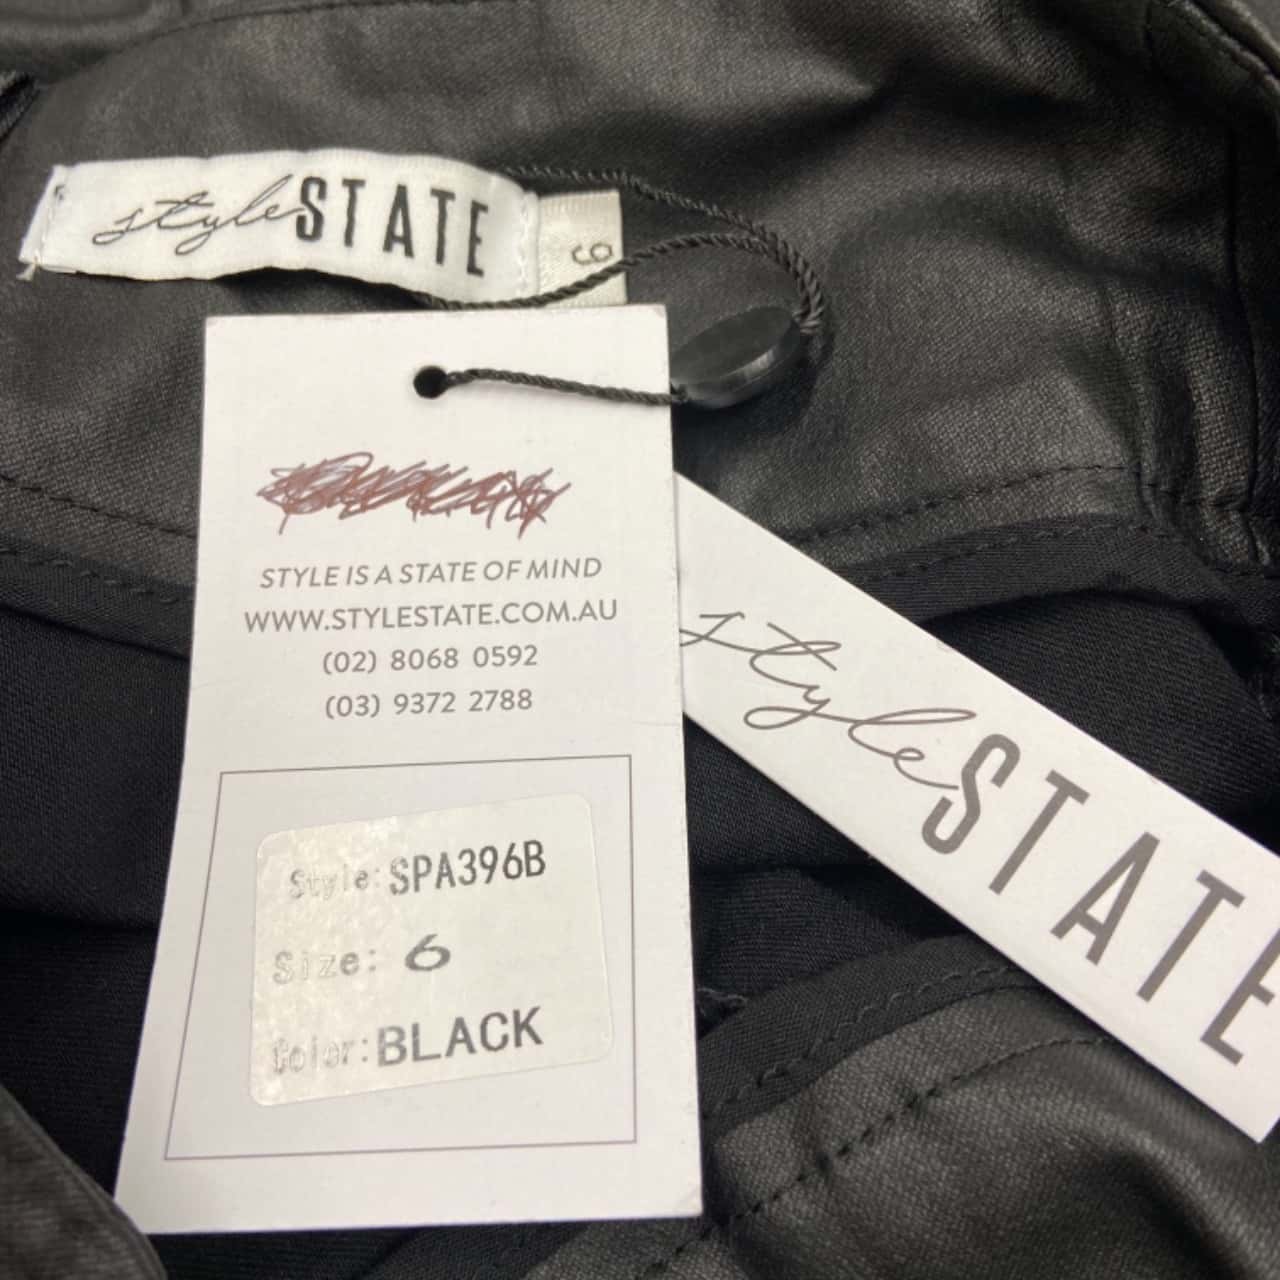 style STATE
6
STYLE IS A STATE OF MIND
WWW.STYLESTATE.COM.AU
(02) 8068 0592
(03) 9372 2788
Style: SPA396B
Size: 6
Color: BLACK
style STATE